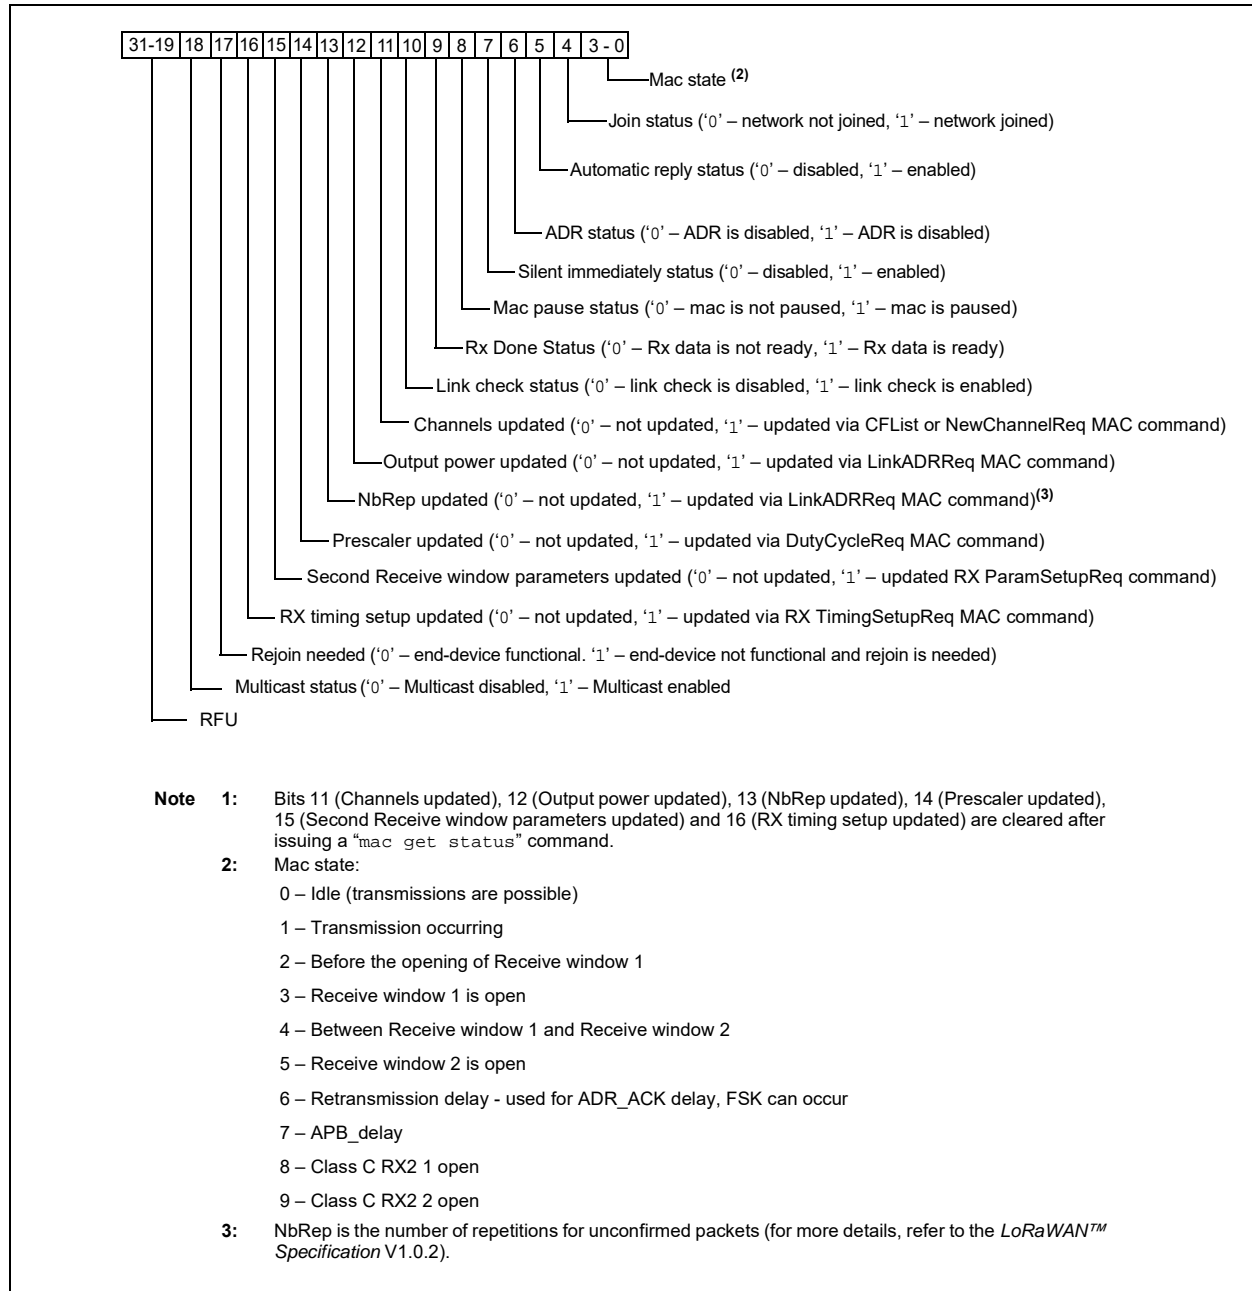 31-19 18 17 16 15 14 13 12 11 10 9 8 7 6 5 4 3 - 0
Mac state (2)
Join status (‘0’ – network not joined, ‘1’ – network joined)
Automatic reply status (‘0’ – disabled, ‘1’ – enabled)
ADR status (‘0’ – ADR is disabled, ‘1’ – ADR is disabled)
Silent immediately status (‘0’ – disabled, ‘1’ – enabled)
Mac pause status (‘0’ – mac is not paused, ‘1’ – mac is paused)
Rx Done Status (‘0’ – Rx data is not ready, ‘1’ – Rx data is ready)
Link check status (‘0’ – link check is disabled, ‘1’ – link check is enabled)
Channels updated (‘0’ – not updated, ‘1’ – updated via CFList or NewChannelReq MAC command)
Output power updated (‘0’ – not updated, ‘1’ – updated via LinkADRReq MAC command)
NbRep updated (‘0’ – not updated, ‘1’ – updated via LinkADRReq MAC command)(3)
Prescaler updated (‘0’ – not updated, ‘1’ – updated via DutyCycleReq MAC command)
Second Receive window parameters updated (‘0’ – not updated, ‘1’ – updated RX ParamSetupReq command)
RX timing setup updated (‘0’ – not updated, ‘1’ – updated via RX TimingSetupReq MAC command)
Rejoin needed (‘0’ – end-device functional. ‘1’ – end-device not functional and rejoin is needed)
Multicast status (‘0’ – Multicast disabled, ‘1’ – Multicast enabled
RFU
Note 1: Bits 11 (Channels updated), 12 (Output power updated), 13 (NbRep updated), 14 (Prescaler updated),
15 (Second Receive window parameters updated) and 16 (RX timing setup updated) are cleared after
issuing a “mac get status” command.
2: Mac state:
0 – Idle (transmissions are possible)
1 – Transmission occurring
2 – Before the opening of Receive window 1
3 – Receive window 1 is open
4 – Between Receive window 1 and Receive window 2
5 – Receive window 2 is open
6 – Retransmission delay - used for ADR_ACK delay, FSK can occur
7 – APB_delay
8 – Class C RX2 1 open
9 – Class C RX2 2 open
3: NbRep is the number of repetitions for unconfirmed packets (for more details, refer to the LoRaWAN™
Specification V1.0.2).